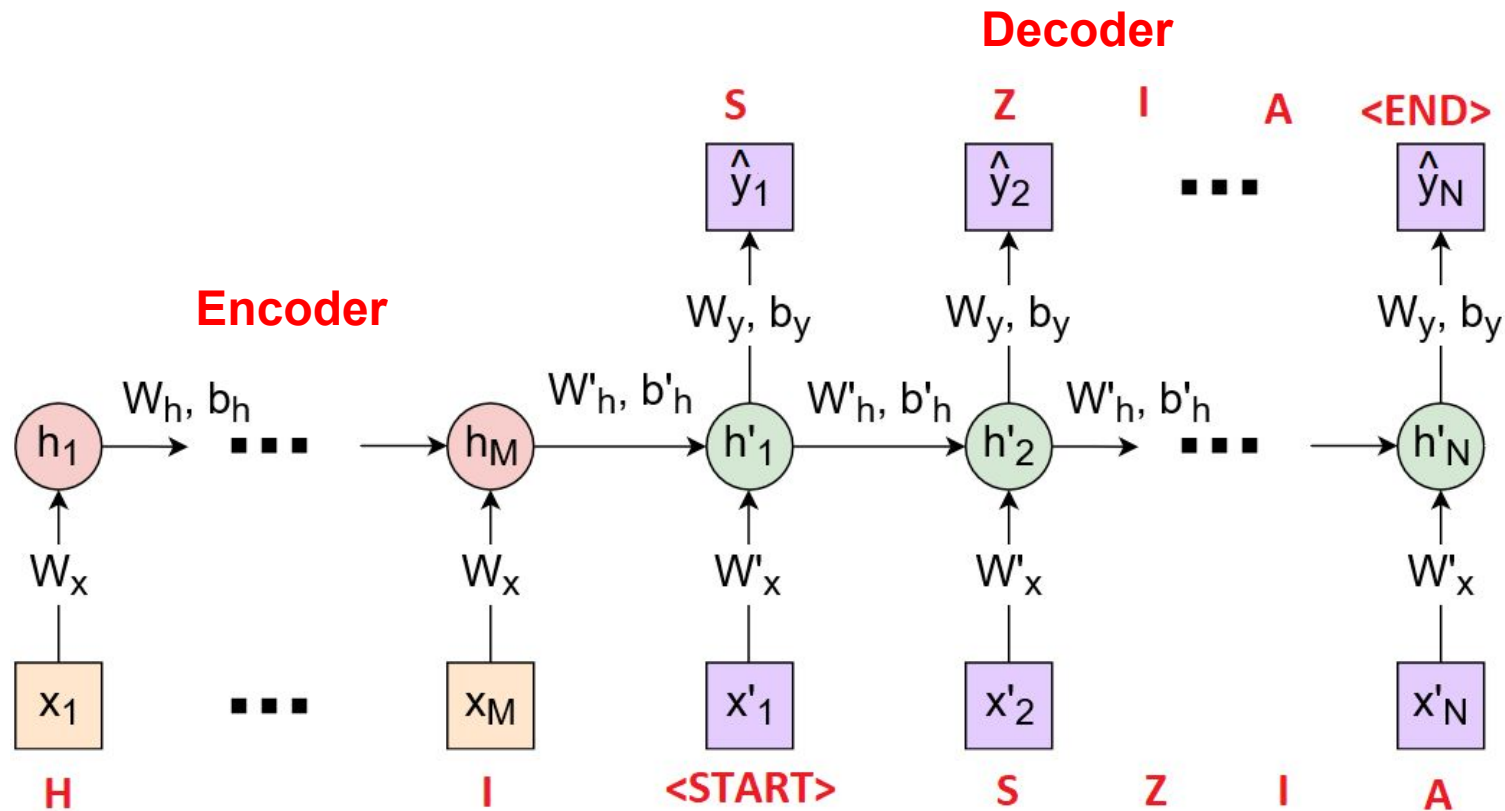 Decoder
S Z I A <END>
ŷ₁ ŷ₂ ... ŷN
Encoder
Wy, by Wy, by Wy, by
Wh, bh W'h, b'h W'h, b'h W'h, b'h
h₁ ... hM h'₁ h'₂ ... h'N
Wx Wx W'x W'x W'x
x₁ ... xM x'₁ x'₂ x'N
H I <START> S Z I A